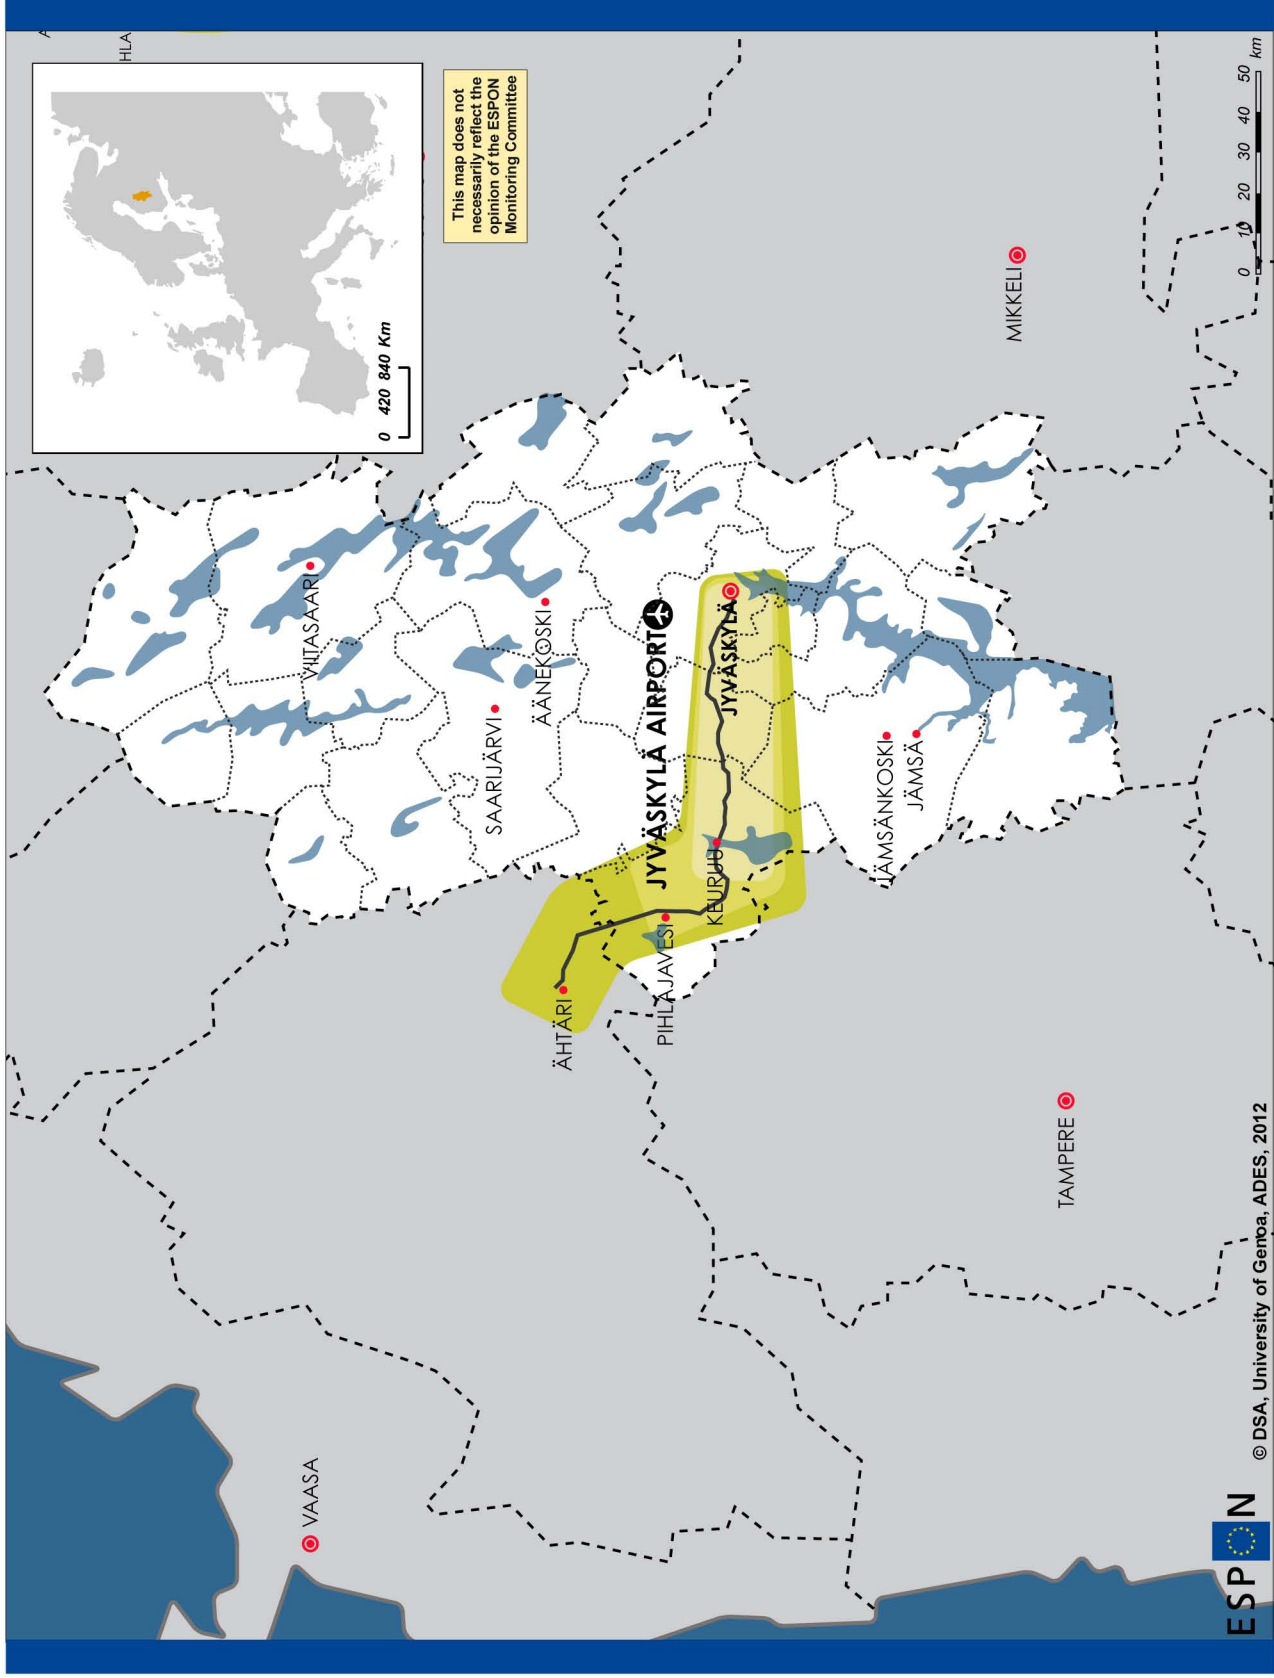 A
HLA
0 420 840 Km
This map does not
necessarily reflect the
opinion of the ESPON
Monitoring Committee
VIITASAARI
SAARIJÄRVI
ÄÄNEKOSKI
JYVÄSKYLÄ AIRPORT
JYVÄSKYLÄ
KEURUU
PIHLAJAVESI
ÄHTÄRI
JÄMSÄNKOSKI
JÄMSÄ
MIKKELI
TAMPERE
VAASA
0 10 20 30 40 50
km
ESPON
© DSA, University of Genoa, ADES, 2012